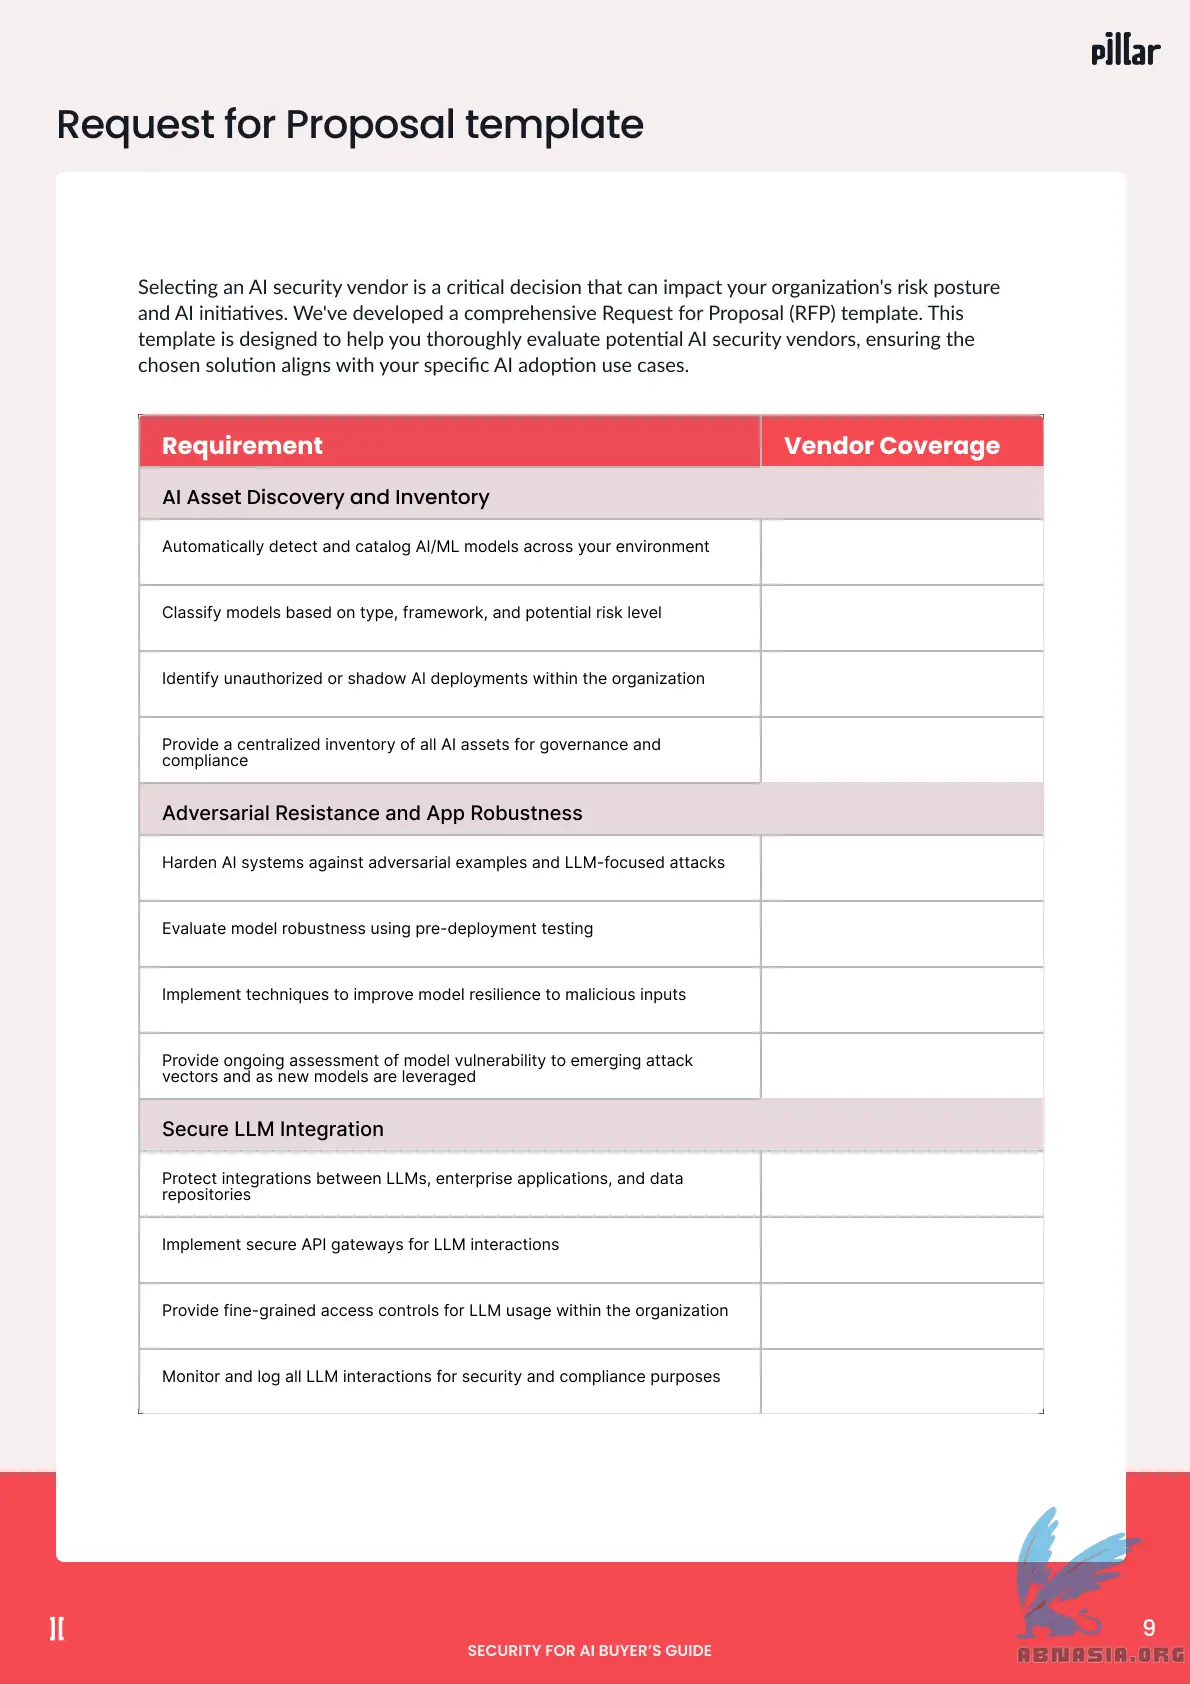 pillar
Request for Proposal template
Selecting an AI security vendor is a critical decision that can impact your organization's risk posture
and AI initiatives. We've developed a comprehensive Request for Proposal (RFP) template. This
template is designed to help you thoroughly evaluate potential AI security vendors, ensuring the
chosen solution aligns with your specific AI adoption use cases.
Requirement
Vendor Coverage
AI Asset Discovery and Inventory
Automatically detect and catalog AI/ML models across your environment
Classify models based on type, framework, and potential risk level
Identify unauthorized or shadow AI deployments within the organization
Provide a centralized inventory of all AI assets for governance and
compliance
Adversarial Resistance and App Robustness
Harden AI systems against adversarial examples and LLM-focused attacks
Evaluate model robustness using pre-deployment testing
Implement techniques to improve model resilience to malicious inputs
Provide ongoing assessment of model vulnerability to emerging attack
vectors and as new models are leveraged
Secure LLM Integration
Protect integrations between LLMs, enterprise applications, and data
repositories
Implement secure API gateways for LLM interactions
Provide fine-grained access controls for LLM usage within the organization
Monitor and log all LLM interactions for security and compliance purposes
SECURITY FOR AI BUYER'S GUIDE
9
ABNASIA.ORG